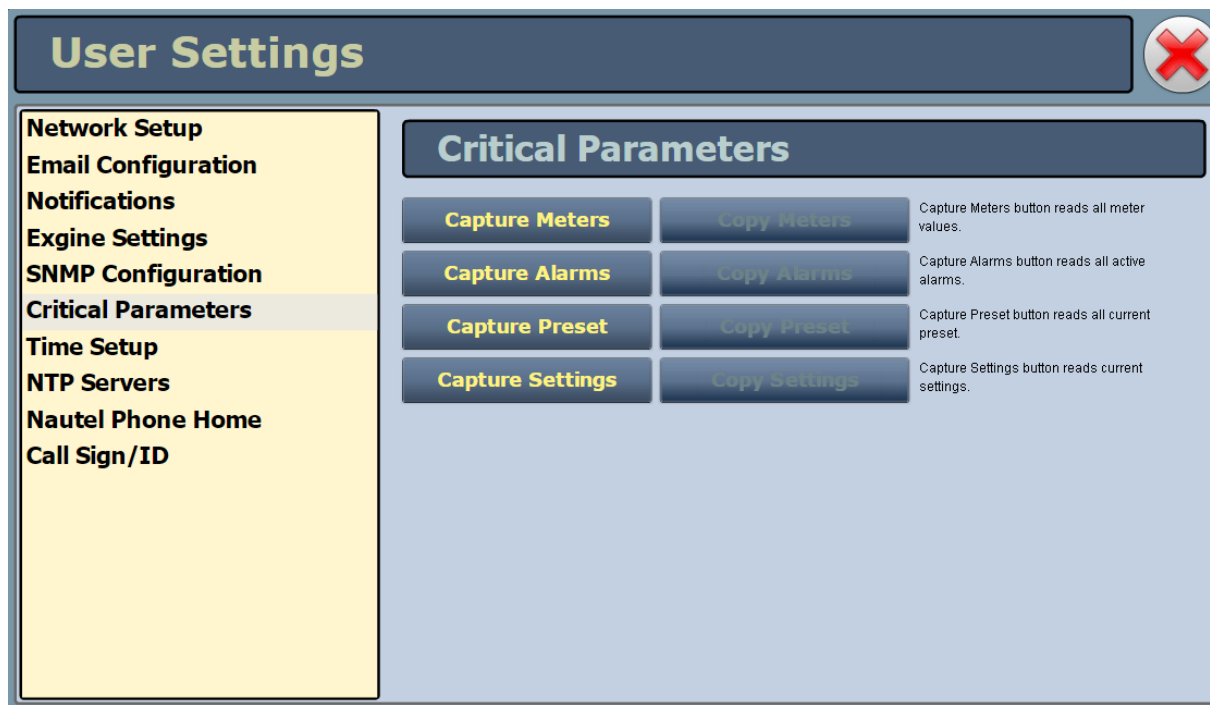 User Settings
Network Setup
Email Configuration
Notifications
Exgine Settings
SNMP Configuration
Critical Parameters
Time Setup
NTP Servers
Nautel Phone Home
Call Sign/ID
Critical Parameters
Capture Meters
Copy Meters
Capture Meters button reads all meter
values.
Capture Alarms
Copy Alarms
Capture Alarms button reads all active
alarms.
Capture Preset
Copy Preset
Capture Preset button reads all current
preset.
Capture Settings
Copy Settings
Capture Settings button reads current
settings.